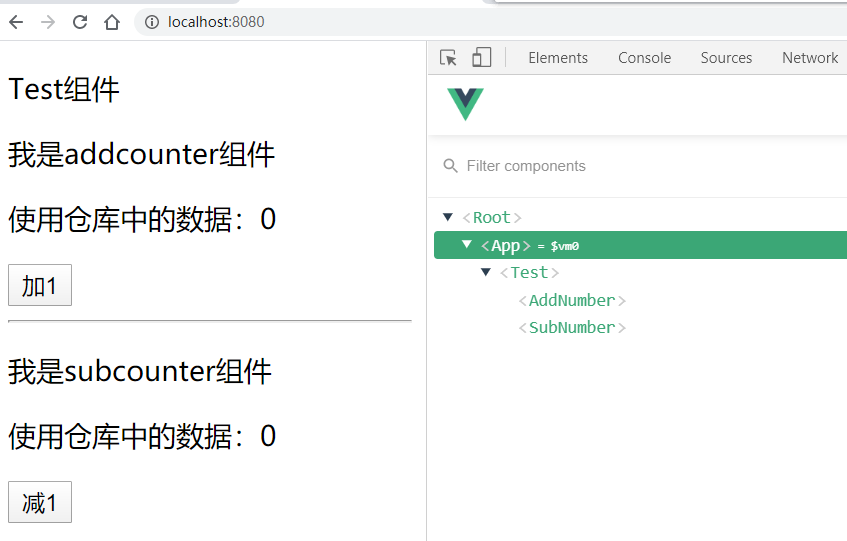 localhost:8080
Test组件
我是addcounter组件
使用仓库中的数据：0
加1
我是subcounter组件
使用仓库中的数据：0
减1
Elements Console Sources Network
Filter components
<Root>
<App> = $vm0
<Test>
<AddNumber>
<SubNumber>